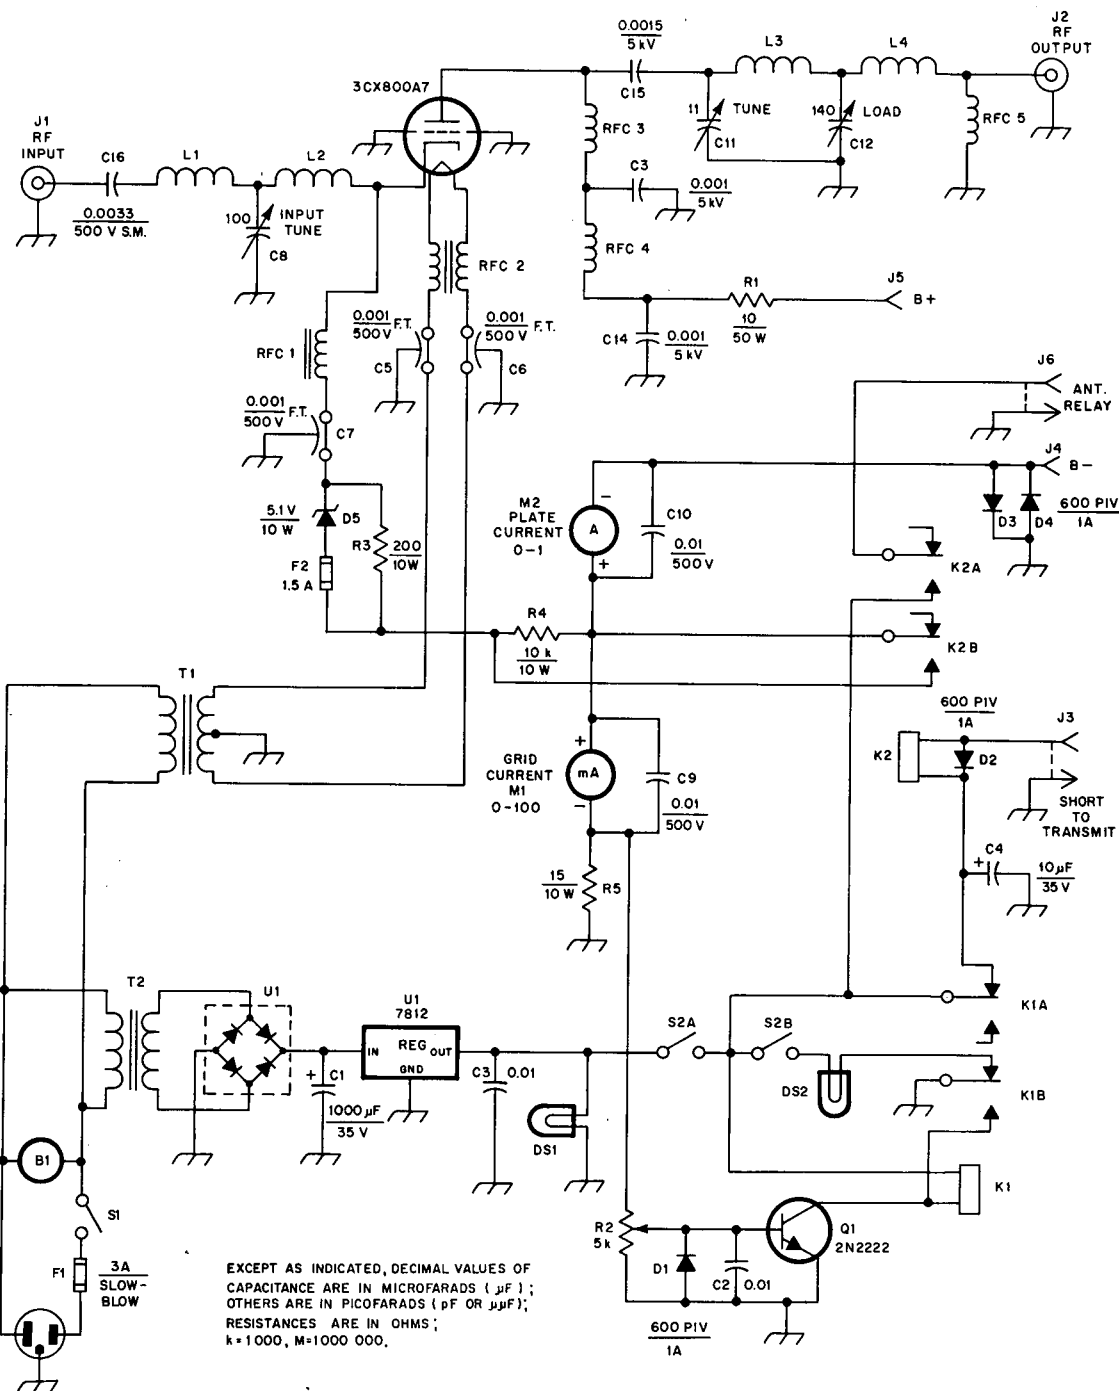 J1
RF
INPUT
C16
0.0033
500 V S.M.
L1
L2
100
INPUT
TUNE
C8
3CX800A7
0.0015
5kV
C15
L3
L4
J2
RF
OUTPUT
11
TUNE
C11
140
LOAD
C12
RFC 5
RFC 3
C3
0.001
5kV
RFC 4
RFC 2
J5
B+
R1
10
50 W
C14
0.001
5kV
0.001
500 V
F.T.
C5
0.001
500 V
F.T.
C6
RFC 1
0.001
500V
F.T.
C7
J6
ANT.
RELAY
J4
B-
D3
D4
600 PIV
1A
5.1 V
10 W
D5
R3
200
10W
F2
1.5 A
M2
PLATE
CURRENT
0-1
-
A
+
C10
0.01
500 V
K2A
K2B
R4
10 k
10 W
T1
GRID
CURRENT
M1
0-100
+
mA
-
C9
0.01
500 V
600 PIV
1A
K2
D2
J3
SHORT
TO
TRANSMIT
+
C4
10 µF
35 V
15
10 W
R5
T2
U1
U1
7812
IN
REG
OUT
GND
+
C1
1000 µF
35 V
C3
0.01
DS1
S2A
S2B
DS2
K1A
K1B
K1
B1
S1
F1
3A
SLOW-
BLOW
R2
5k
D1
C2
0.01
Q1
2N2222
600 PIV
1A
EXCEPT AS INDICATED, DECIMAL VALUES OF
CAPACITANCE ARE IN MICROFARADS ( µF ) ;
OTHERS ARE IN PICOFARADS ( pF OR µµF);
RESISTANCES ARE IN OHMS;
k=1000, M=1000 000.